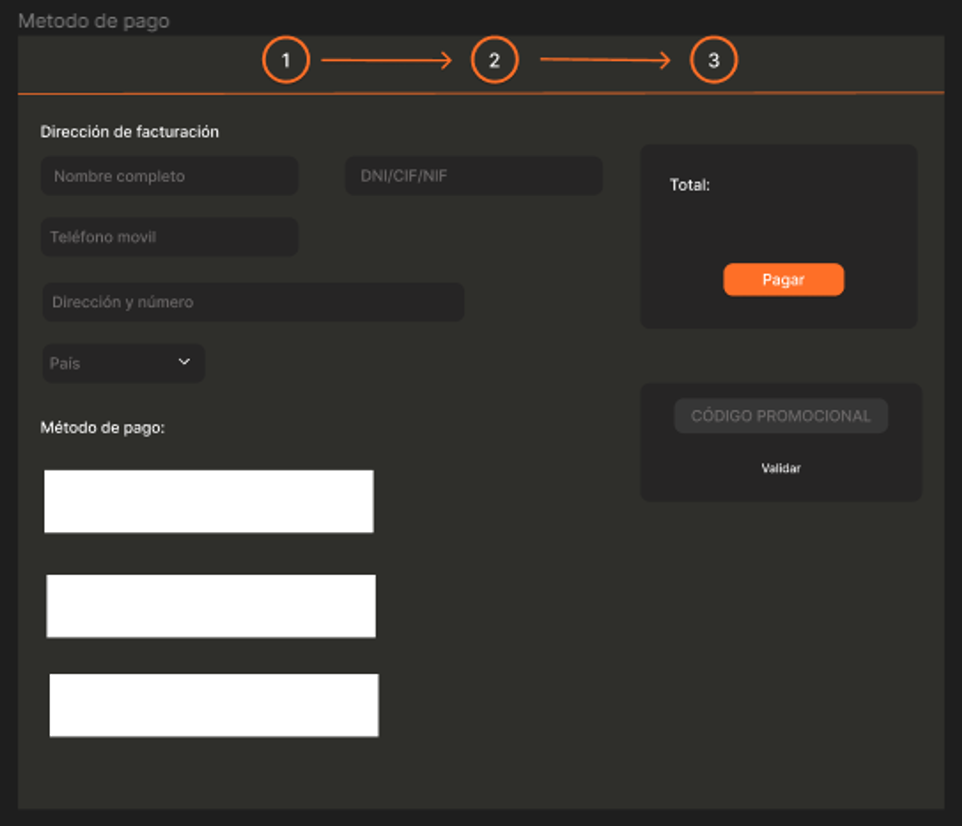 Metodo de pago
1
2
3
Dirección de facturación
Nombre completo
DNI/CIF/NIF
Teléfono movil
Dirección y número
País
Método de pago:
Total:
Pagar
CÓDIGO PROMOCIONAL
Validar